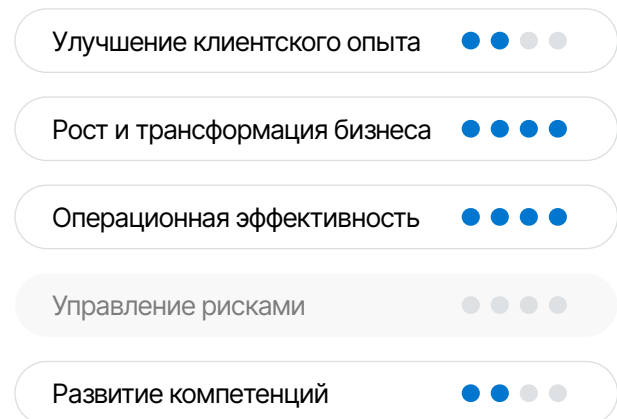 Улучшение клиентского опыта
Рост и трансформация бизнеса
Операционная эффективность
Управление рисками
Развитие компетенций